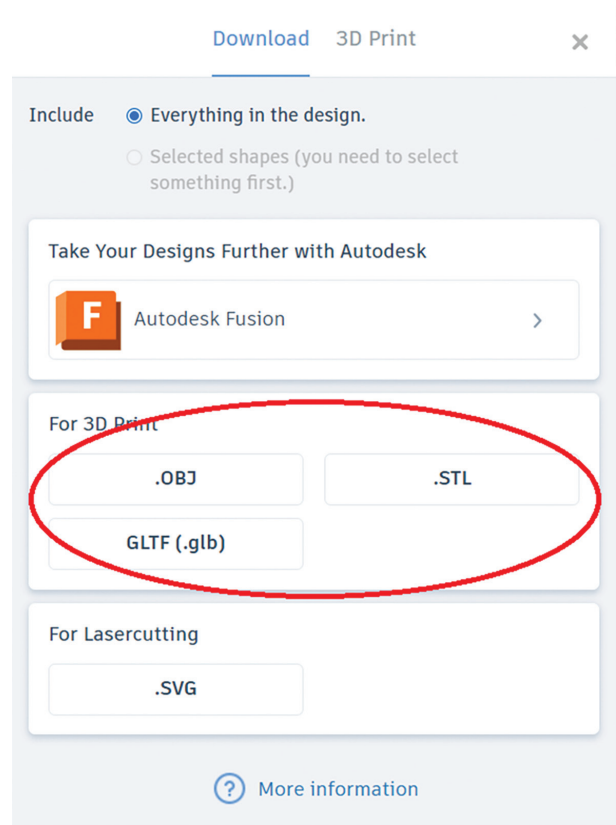 Download 3D Print
Include Everything in the design.
Selected shapes (you need to select
something first.)
Take Your Designs Further with Autodesk
F Autodesk Fusion
For 3D Print
.OBJ .STL
GLTF (.glb)
For Lasercutting
.SVG
? More information